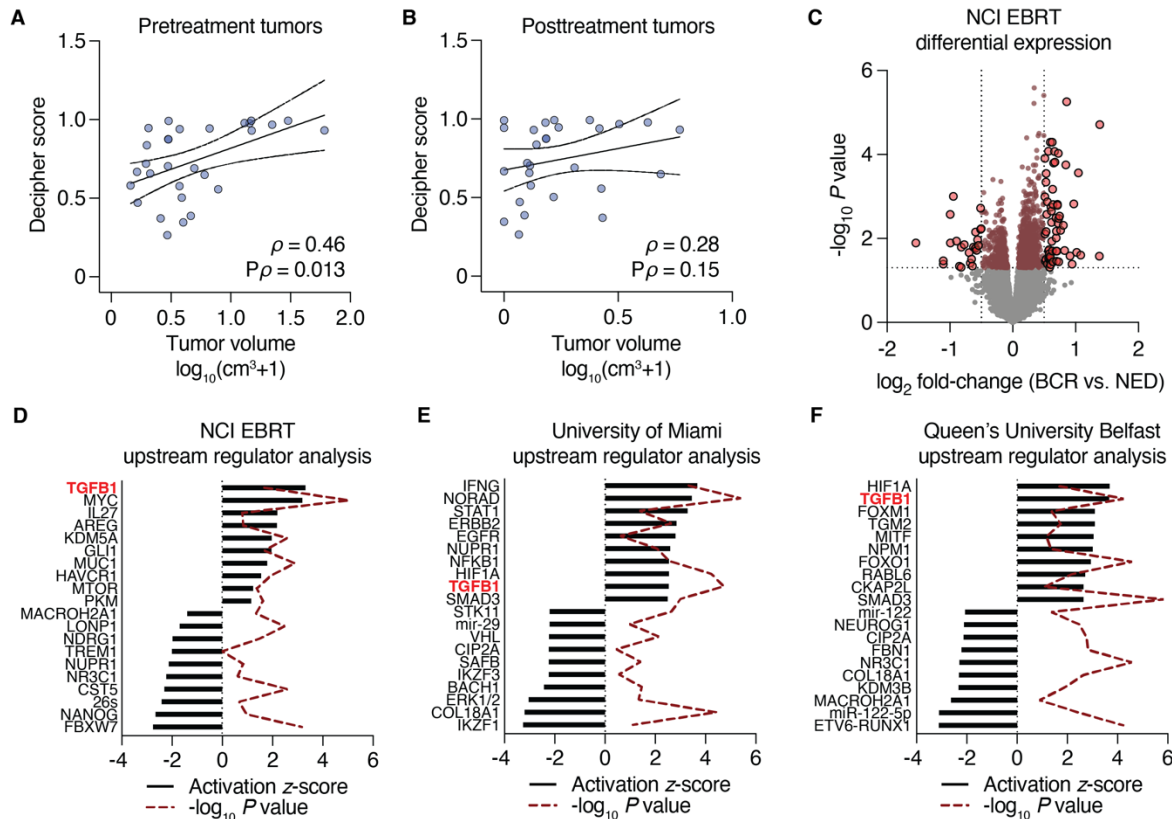 A
Pretreatment tumors
1.5
1.0
0.5
0
Decipher score
ρ = 0.46
Pρ = 0.013
0 0.5 1.0 1.5 2.0
Tumor volume
log10(cm³+1)
B
Posttreatment tumors
1.5
1.0
0.5
0
Decipher score
ρ = 0.28
Pρ = 0.15
0 0.5 1.0
Tumor volume
log10(cm³+1)
C
NCI EBRT
differential expression
6
4
2
0
-log10 P value
-2 -1 0 1 2
log2 fold-change (BCR vs. NED)
D
NCI EBRT
upstream regulator analysis
TGFB1
MYC
IL27
AREG
KDM5A
GLI1
MUC1
HAVCR1
MTOR
PKM
MACROH2A1
LONP1
NDRG1
TREM1
NUPR1
NR3C1
CST5
26s
NANOG
FBXW7
-4 -2 0 2 4 6
Activation z-score
-log10 P value
E
University of Miami
upstream regulator analysis
IFNG
NORAD
STAT1
ERBB2
EGFR
NUPR1
NFKB1
HIF1A
TGFB1
SMAD3
STK11
mir-29
VHL
CIP2A
SAFB
IKZF3
BACH1
ERK1/2
COL18A1
IKZF1
-4 -2 0 2 4 6
Activation z-score
-log10 P value
F
Queen's University Belfast
upstream regulator analysis
HIF1A
TGFB1
FOXM1
TGM2
MITF
NPM1
FOXO1
RABL6
CKAP2L
SMAD3
mir-122
NEUROG1
CIP2A
FBN1
NR3C1
COL18A1
KDM3B
MACROH2A1
miR-122-5p
ETV6-RUNX1
-4 -2 0 2 4 6
Activation z-score
-log10 P value